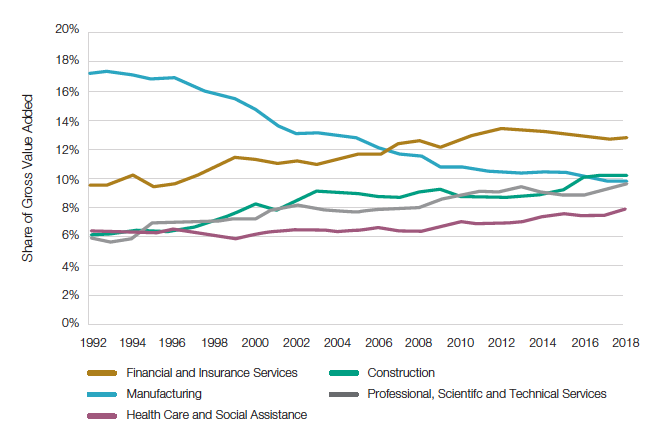 Share of Gross Value Added
20%
18%
16%
14%
12%
10%
8%
6%
4%
2%
0%
1992 1994 1996 1998 2000 2002 2004 2006 2008 2010 2012 2014 2016 2018
Financial and Insurance Services
Construction
Manufacturing
Professional, Scientifc and Technical Services
Health Care and Social Assistance